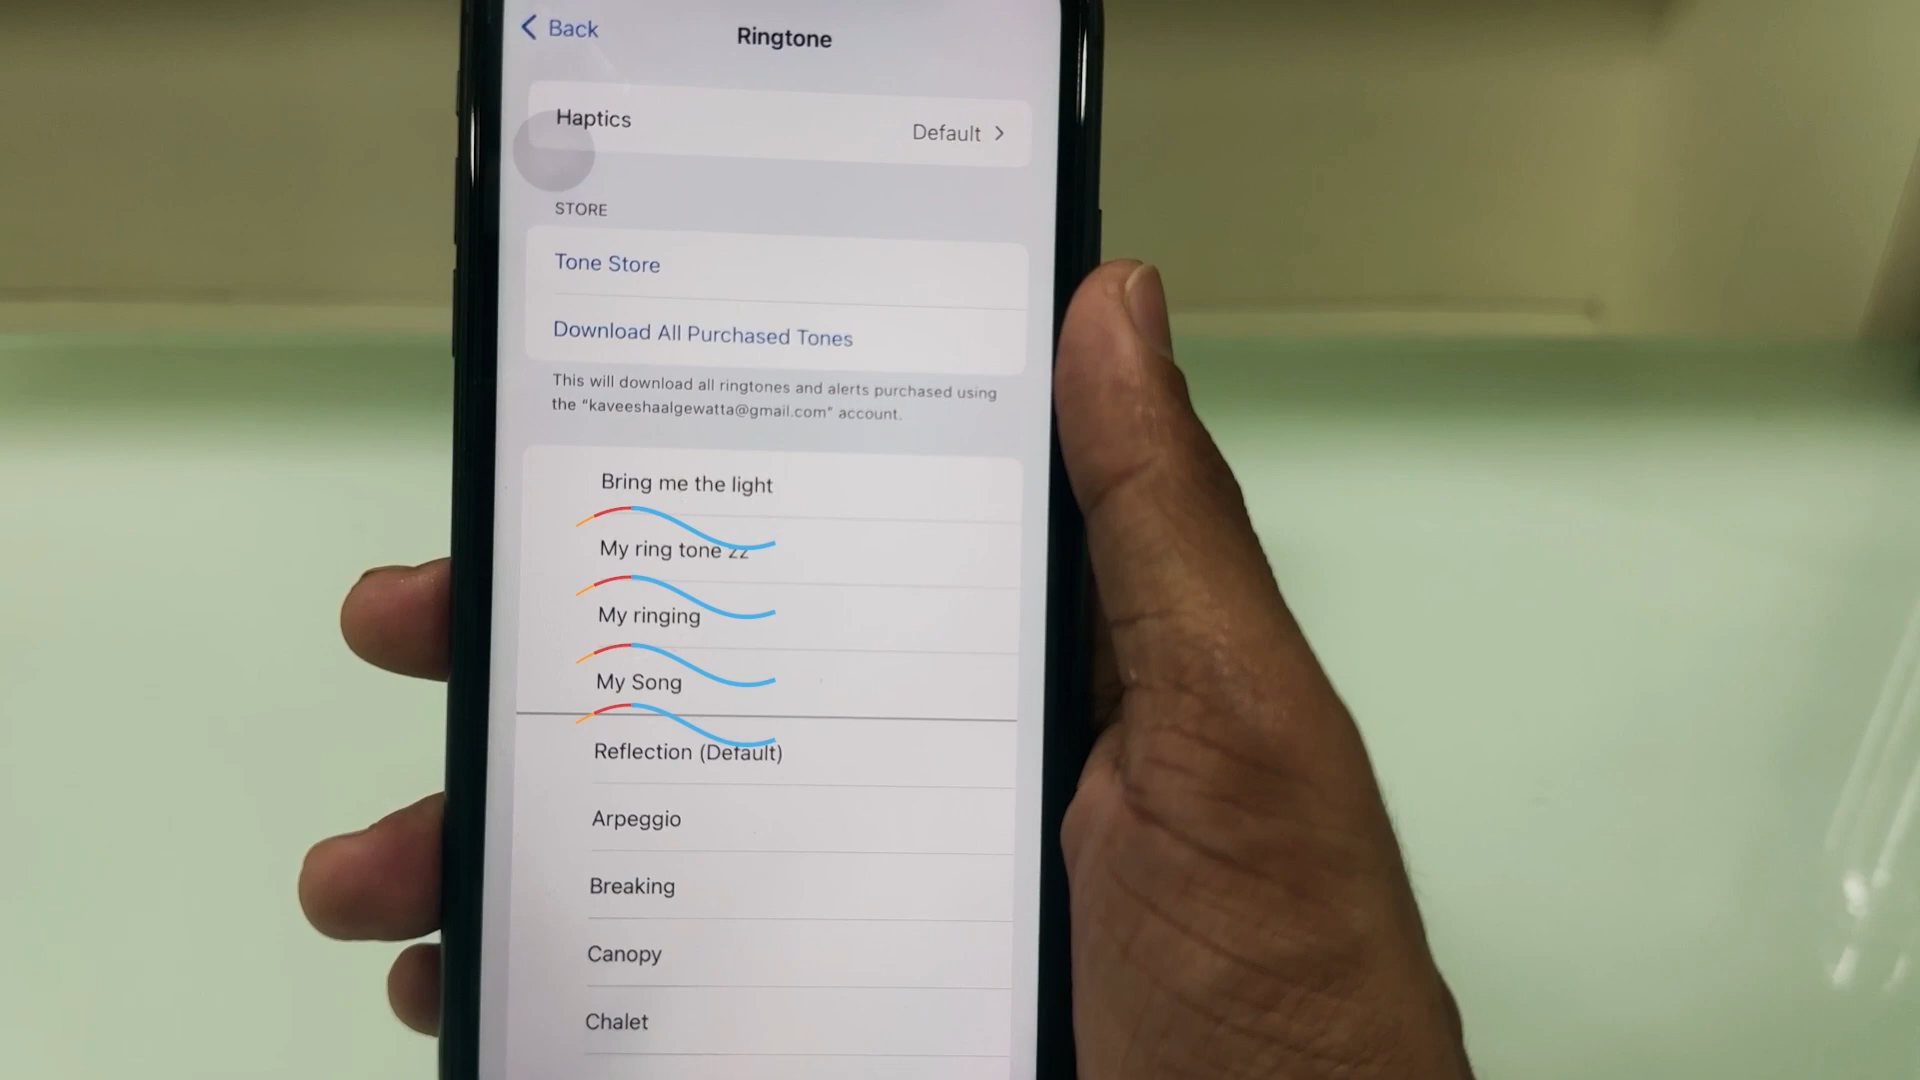 Back
Ringtone
Haptics
Default
STORE
Tone Store
Download All Purchased Tones
This will download all ringtones and alerts purchased using
the “kaveeshaalgewatta@gmail.com” account.
Bring me the light
My ring tone 22
My ringing
My Song
Reflection (Default)
Arpeggio
Breaking
Canopy
Chalet